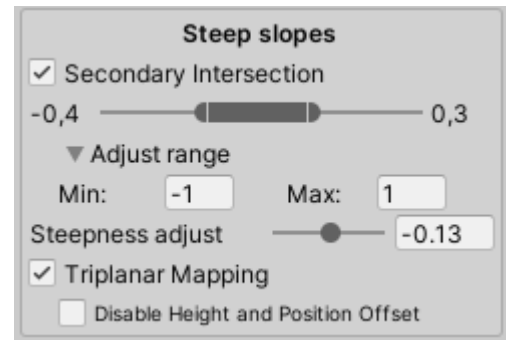 Steep slopes
Secondary Intersection
-0,4 0,3
Adjust range
Min: -1 Max: 1
Steepness adjust -0.13
Triplanar Mapping
Disable Height and Position Offset